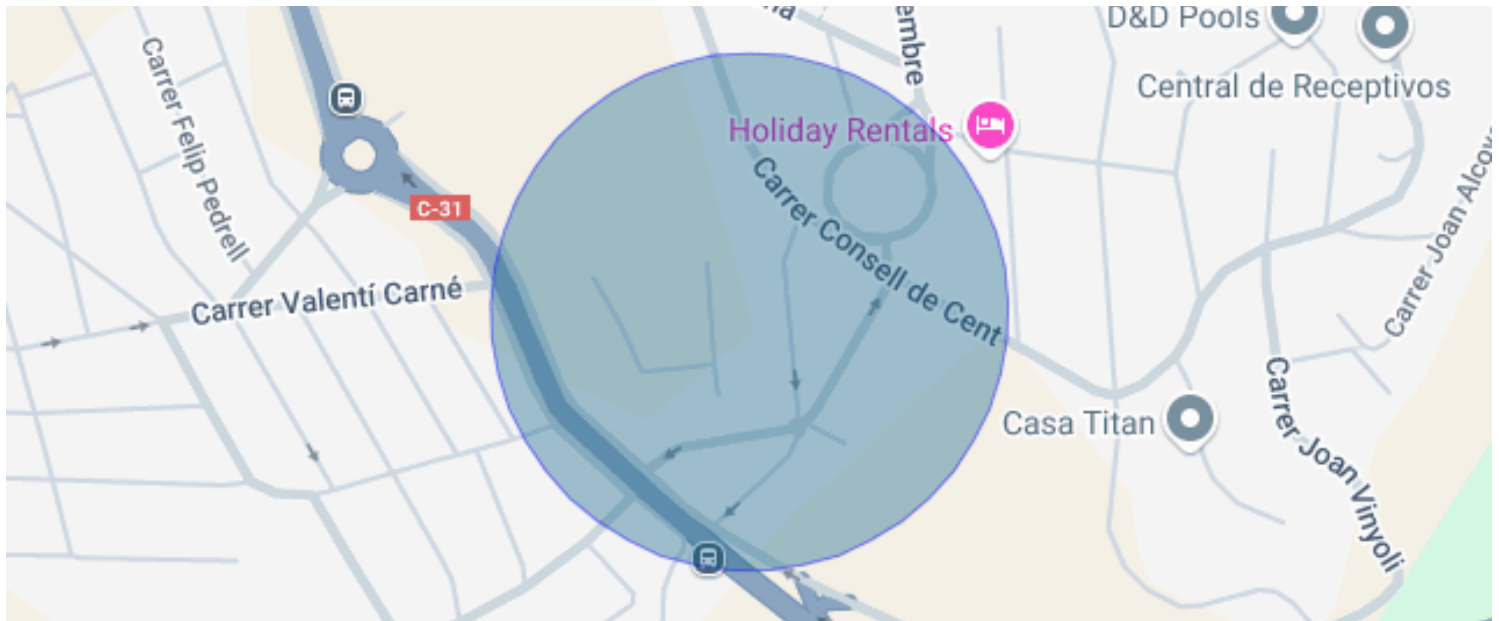 D&D Pools
embre
Carrer Felip Pedrell
Central de Receptivos
Holiday Rentals
C-31
Carrer Consell de Cent
Carrer Joan Alcov
Carrer Valentí Carné
Casa Titan
Carrer Joan Vinyoli